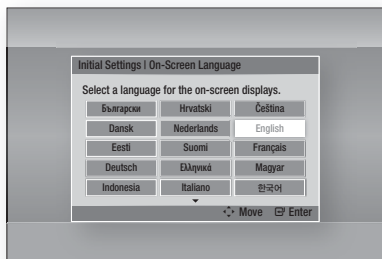 Initial Settings | On-Screen Language
Select a language for the on-screen displays.
Български Hrvatski Čeština
Dansk Nederlands English
Eesti Suomi Français
Deutsch Ελληνικά Magyar
Indonesia Italiano 한국어
Move Enter